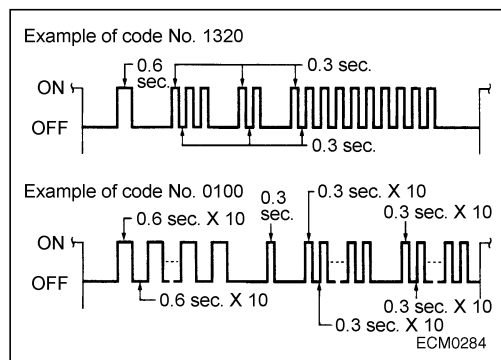 Example of code No. 1320
0.6 sec.
0.3 sec.
ON
OFF
0.3 sec.
Example of code No. 0100
0.6 sec. X 10
0.3 sec.
0.3 sec. X 10
0.3 sec. X 10
ON
OFF
0.6 sec. X 10
0.3 sec. X 10
0.3 sec. X 10
ECM0284